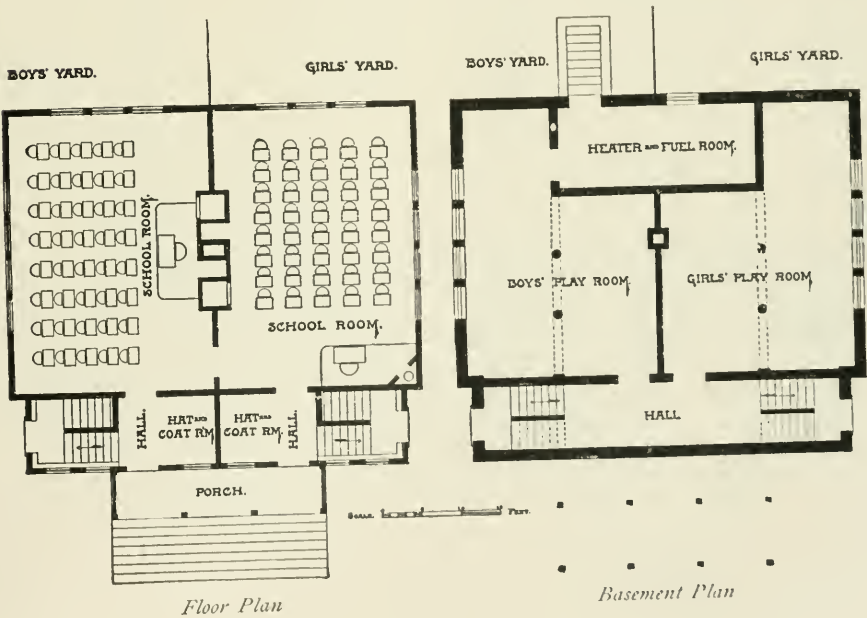 BOYS' YARD.
GIRLS' YARD.
SCHOOL ROOM.
SCHOOL ROOM.
HALL.
HAT AND
COAT RM.
HAT AND
COAT RM.
HALL.
PORCH.
Floor Plan
BOYS' YARD.
GIRLS' YARD.
HEATER AND FUEL ROOM.
BOYS' PLAY ROOM.
GIRLS' PLAY ROOM
HALL
SCALE. FEET.
Basement Plan